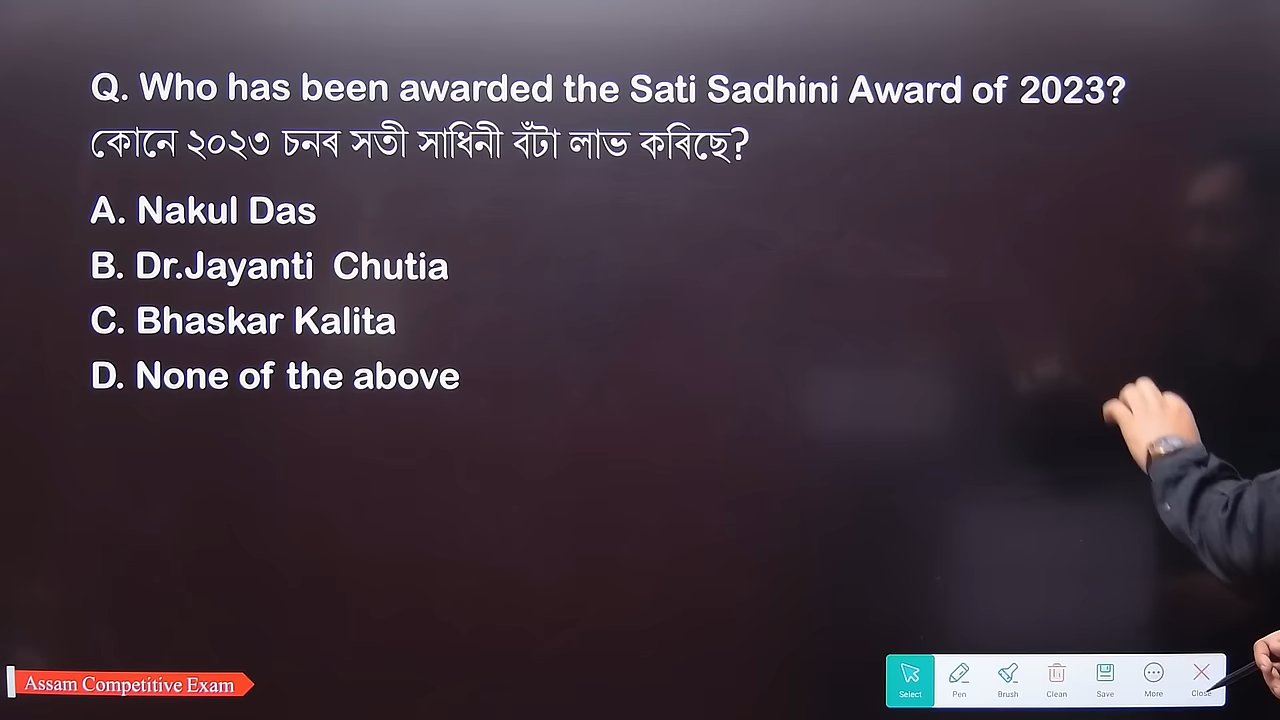 Q. Who has been awarded the Sati Sadhini Award of 2023?
কোনে ২০২৩ চনৰ সতী সাধিনী বঁটা লাভ কৰিছে?
A. Nakul Das
B. Dr.Jayanti Chutia
C. Bhaskar Kalita
D. None of the above
Assam Competitive Exam
Select Pen Brush Clean Save More Close